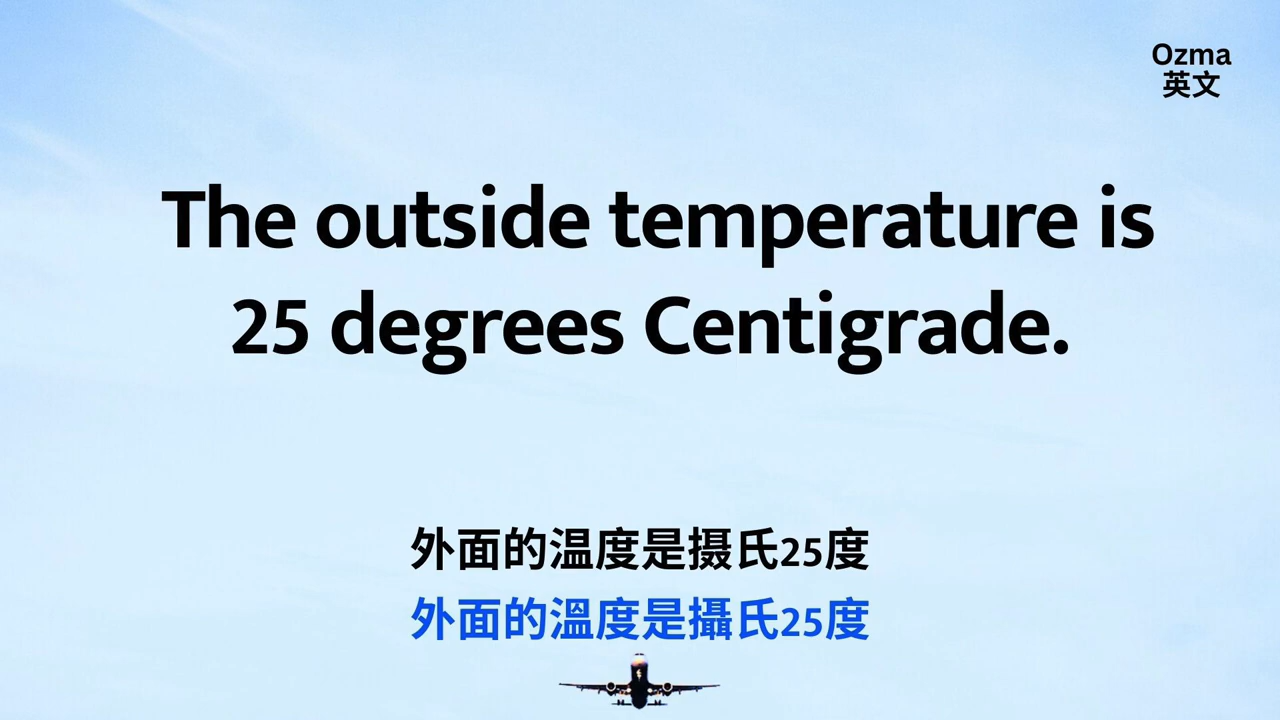 Ozma
英文
The outside temperature is
25 degrees Centigrade.
外面的温度是摄氏25度
外面的溫度是攝氏25度